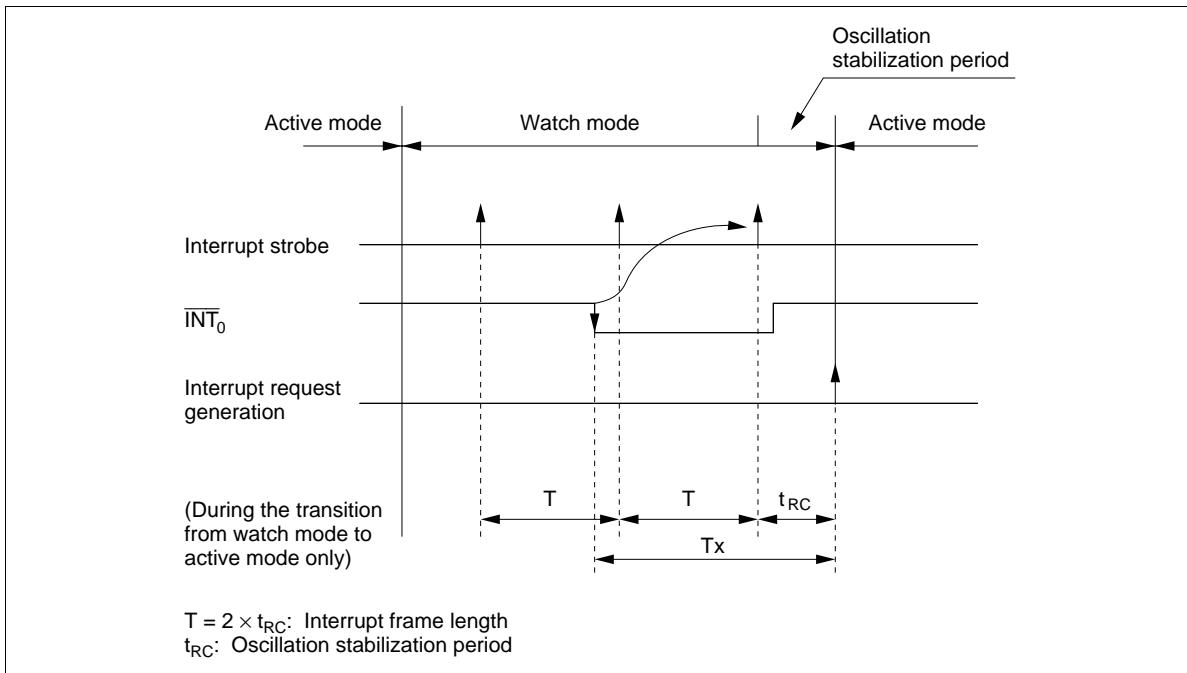 Oscillation
stabilization period
Active mode
Watch mode
Active mode
Interrupt strobe
INT0
Interrupt request
generation
(During the transition
from watch mode to
active mode only)
T
T
tRC
Tx
T = 2 × tRC: Interrupt frame length
tRC: Oscillation stabilization period